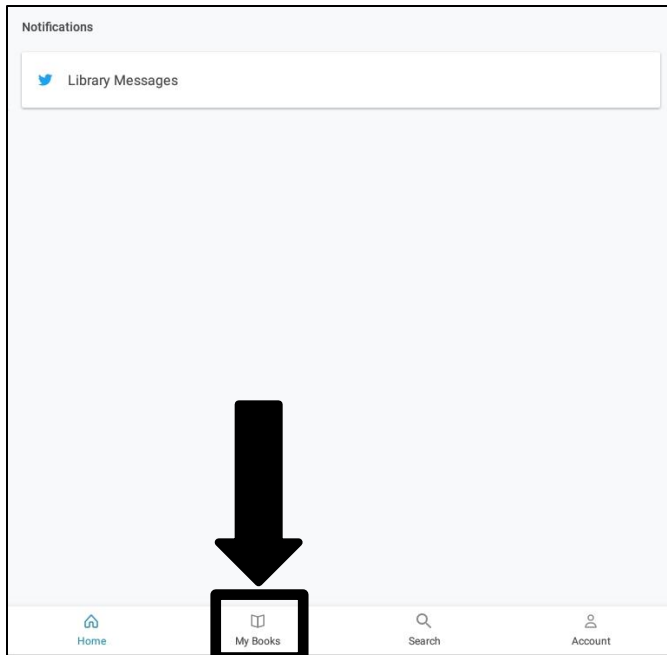 Notifications
Library Messages
Home
My Books
Search
Account